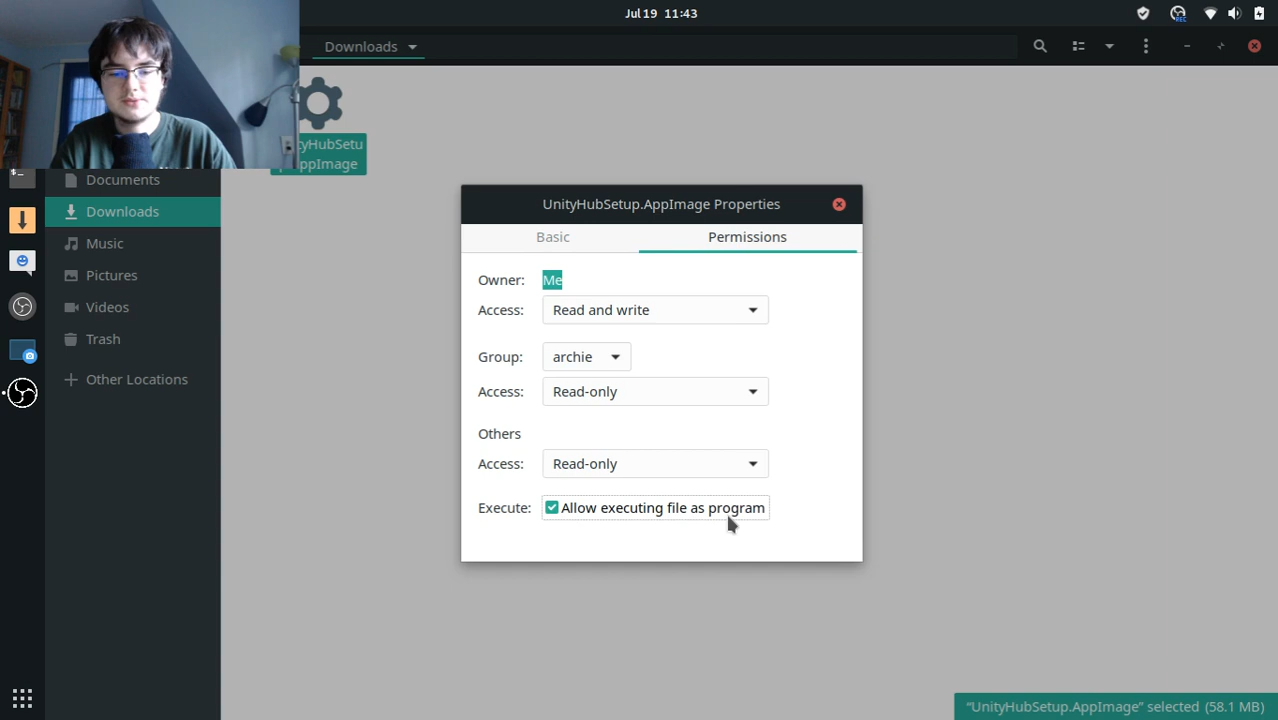 Jul 19 11:43
Downloads
REC
yHubSetu
ppImage
$_
Documents
Downloads
Music
Pictures
Videos
Trash
Other Locations
UnityHubSetup.AppImage Properties
Basic
Permissions
Owner: Me
Access: Read and write
Group: archie
Access: Read-only
Others
Access: Read-only
Execute: Allow executing file as program
“UnityHubSetup.AppImage” selected (58.1 MB)